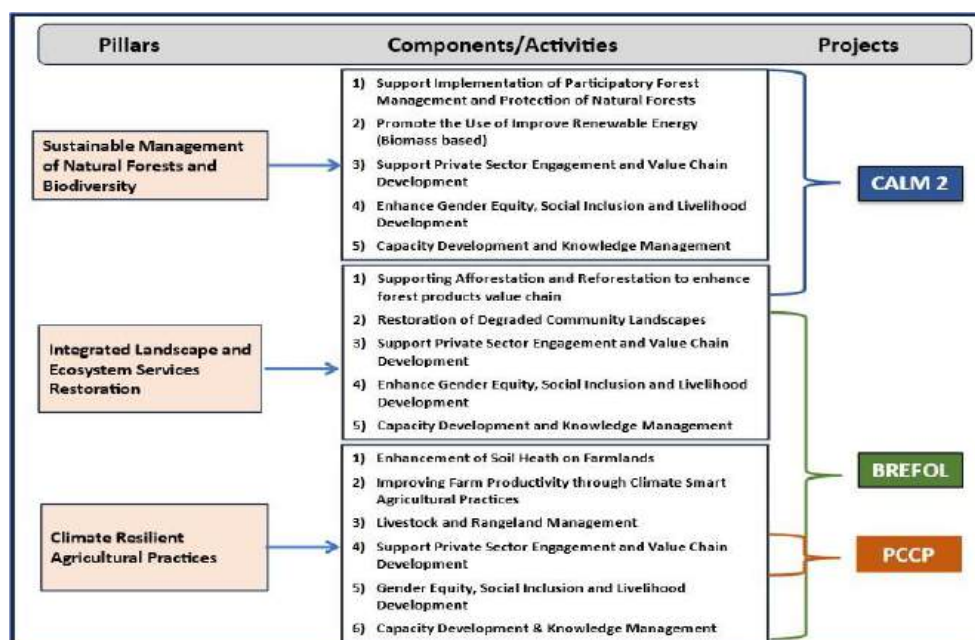 Pillars
Components/Activities
Projects
Sustainable Management
of Natural Forests and
Biodiversity
1) Support Implementation of Participatory Forest
Management and Protection of Natural Forests
2) Promote the Use of Improve Renewable Energy
(Biomass based)
3) Support Private Sector Engagement and Value Chain
Development
4) Enhance Gender Equity, Social Inclusion and Livelihood
Development
5) Capacity Development and Knowledge Management
CALM 2
Integrated Landscape and
Ecosystem Services
Restoration
1) Supporting Afforestation and Reforestation to enhance
forest products value chain
2) Restoration of Degraded Community Landscapes
3) Support Private Sector Engagement and Value Chain
Development
4) Enhance Gender Equity, Social Inclusion and Livelihood
Development
5) Capacity Development and Knowledge Management
BREFOL
Climate Resilient
Agricultural Practices
1) Enhancement of Soil Heath on Farmlands
2) Improving Farm Productivity through Climate Smart
Agricultural Practices
3) Livestock and Rangeland Management
4) Support Private Sector Engagement and Value Chain
Development
5) Gender Equity, Social Inclusion and Livelihood
Development
6) Capacity Development & Knowledge Management
PCCP